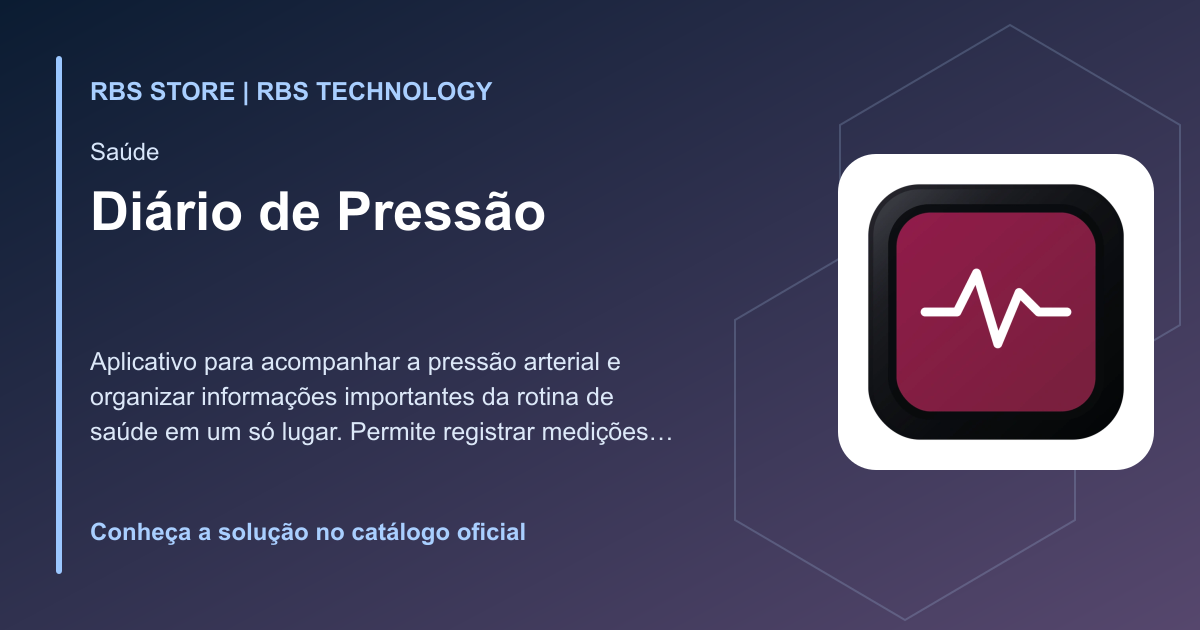 RBS STORE | RBS TECHNOLOGY
Saúde
Diário de Pressão
Aplicativo para acompanhar a pressão arterial e
organizar informações importantes da rotina de
saúde em um só lugar. Permite registrar medições…
Conheça a solução no catálogo oficial